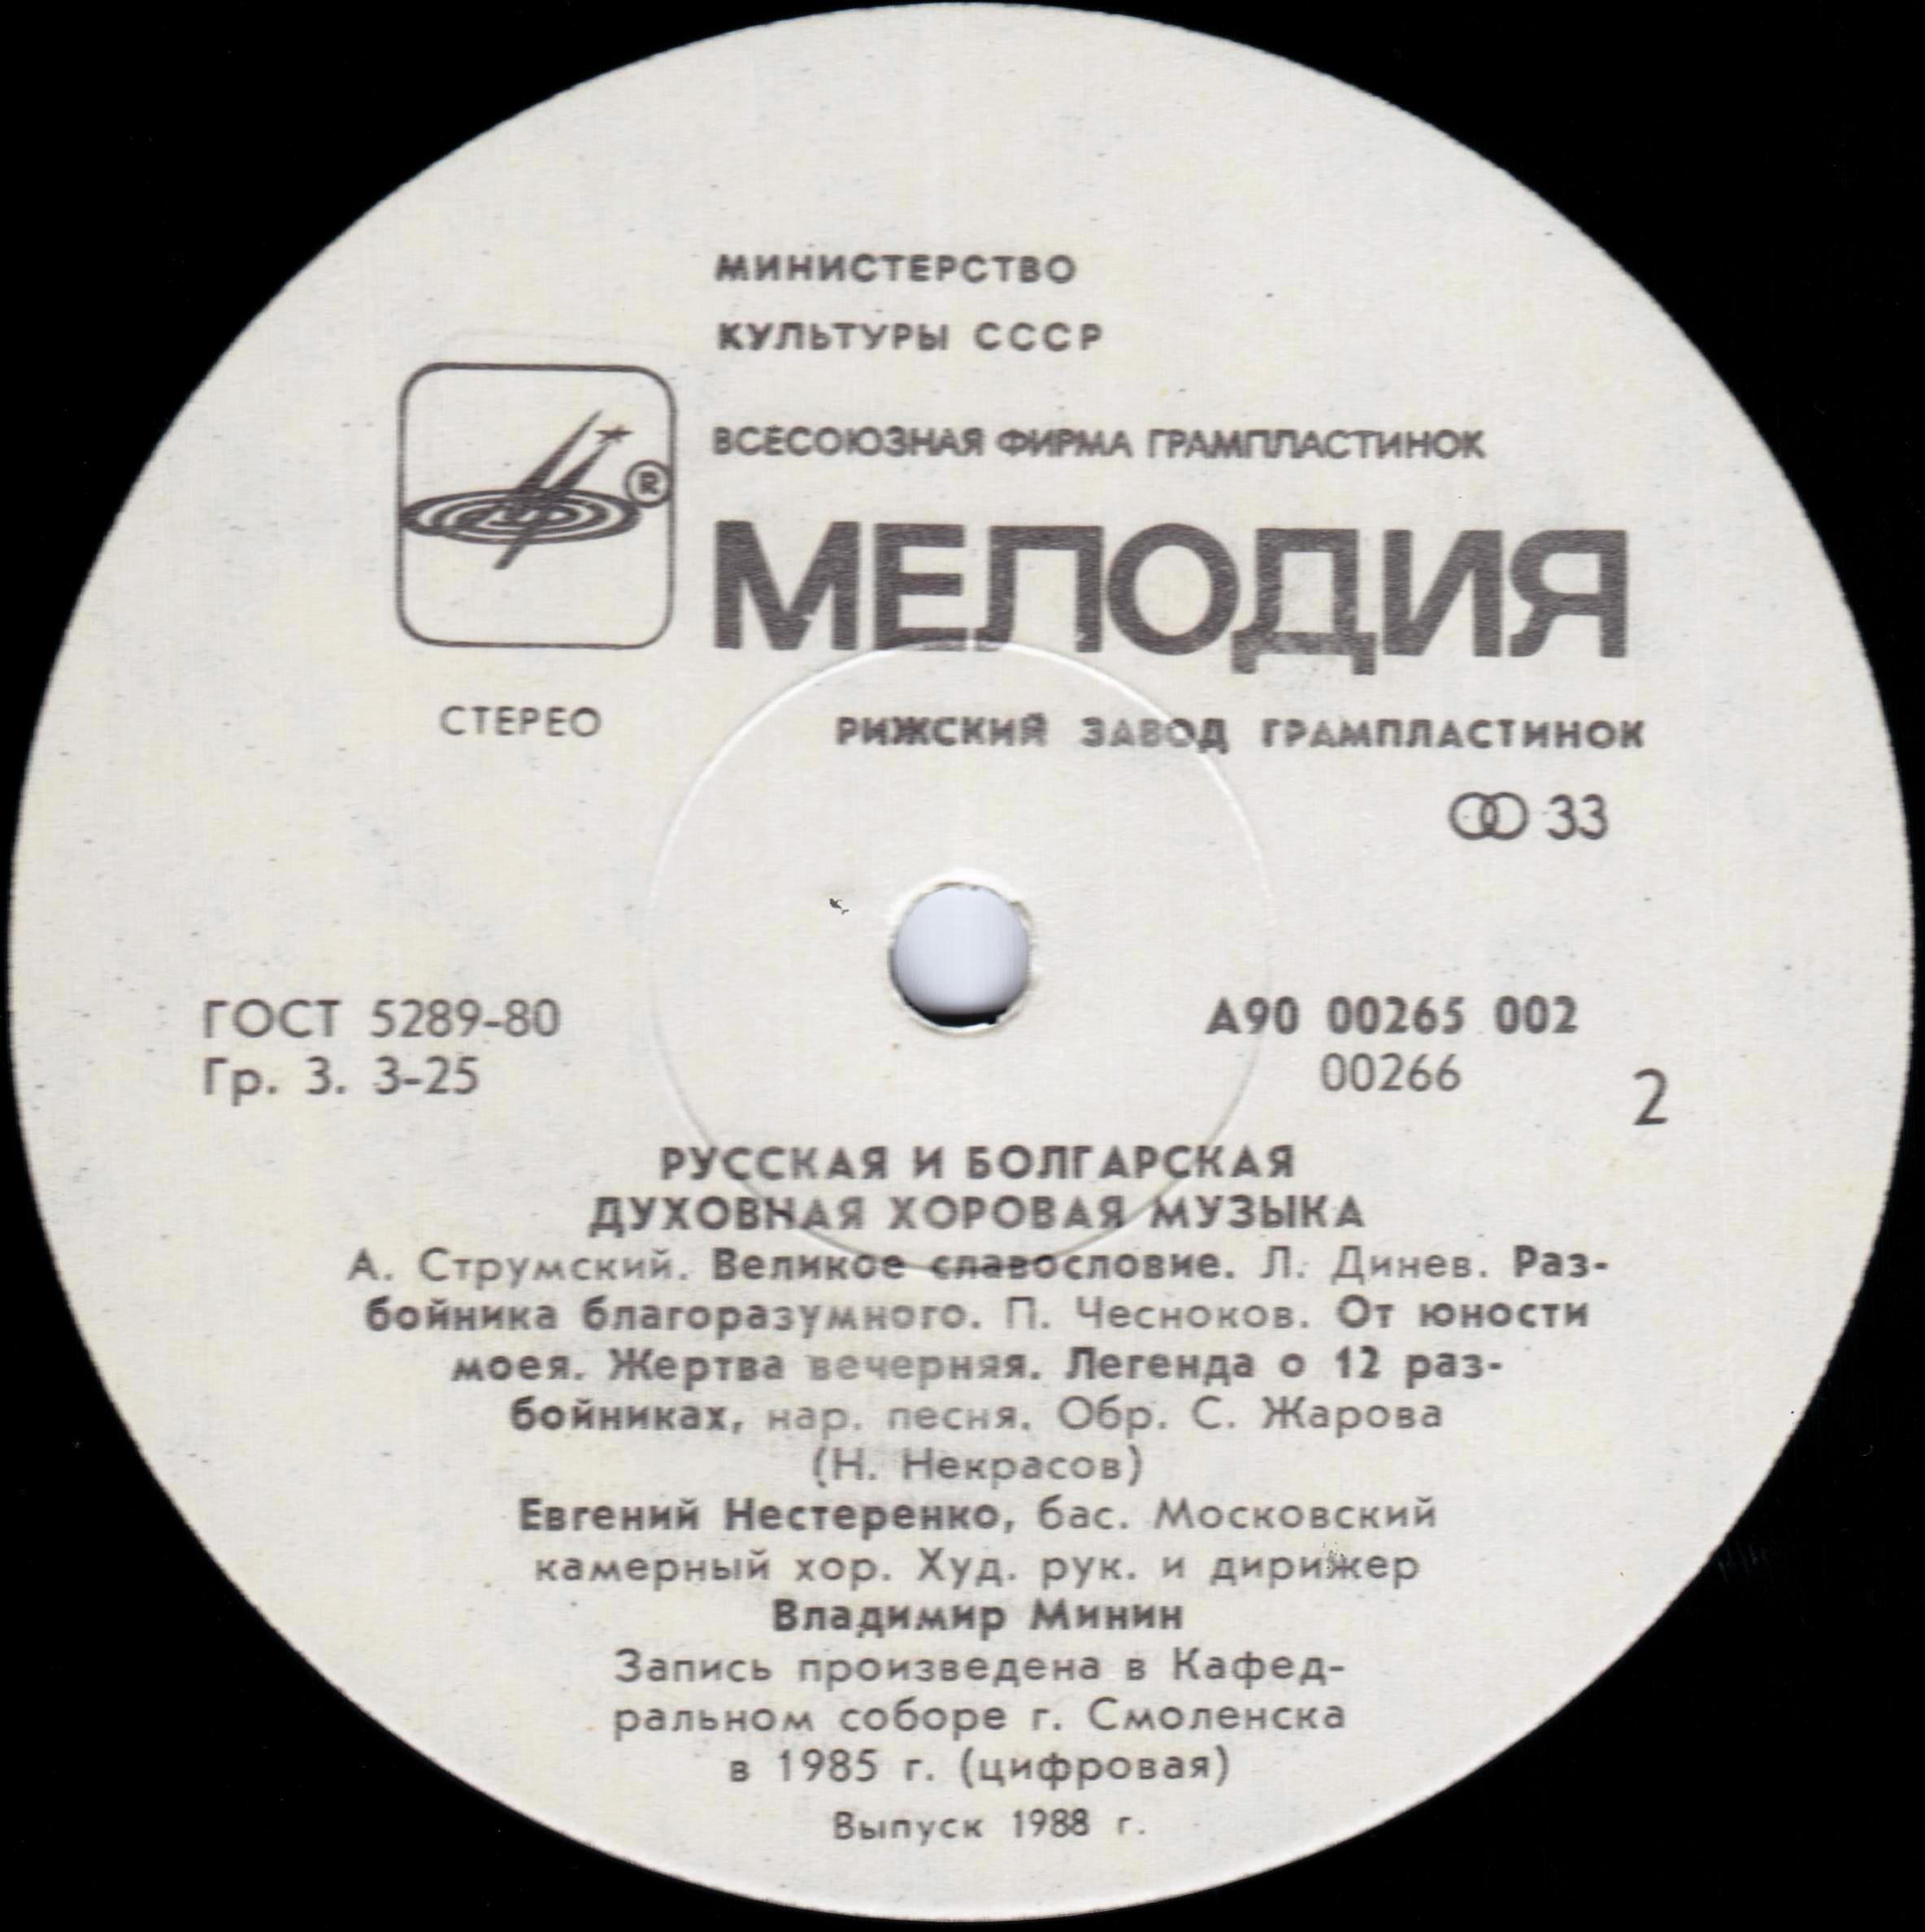 МИНИСТЕРСТВО
КУЛЬТУРЫ СССР
ВСЕСОЮЗНАЯ ФИРМА ГРАМПЛАСТИНОК
®
МЕЛОДИЯ
СТЕРЕО
РИЖСКИЙ ЗАВОД ГРАМПЛАСТИНОК
33
ГОСТ 5289-80
Гр. 3. 3-25
А90 00265 002
00266
2
РУССКАЯ И БОЛГАРСКАЯ
ДУХОВНАЯ ХОРОВАЯ МУЗЫКА
А. Струмский. Великое славословие. Л. Динев. Раз-
бойника благоразумного. П. Чесноков. От юности
моея. Жертва вечерняя. Легенда о 12 раз-
бойниках, нар. песня. Обр. С. Жарова
(Н. Некрасов)
Евгений Нестеренко, бас. Московский
камерный хор. Худ. рук. и дирижер
Владимир Минин
Запись произведена в Кафед-
ральном соборе г. Смоленска
в 1985 г. (цифровая)
Выпуск 1988 г.